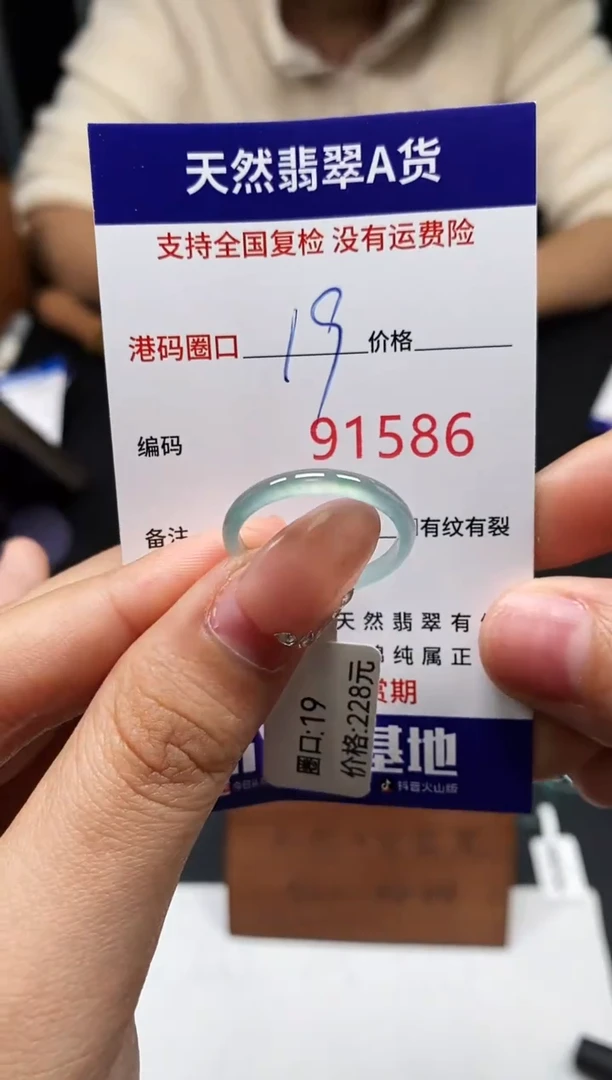 天然翡翠A货
支持全国复检 没有运费险
港码圈口 19 价格
编码 91586
备注 有纹有裂
天然翡翠有
纯属正
赏期
圈口:19
价格:228元
基地
抖音火山版